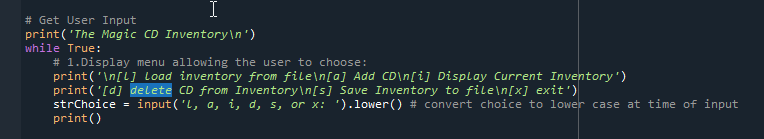 # Get User Input
print('The Magic CD Inventory\n')
while True:
# 1.Display menu allowing the user to choose:
print('\n[l] load inventory from file\n[a] Add CD\n[i] Display Current Inventory')
print('[d] delete CD from Inventory\n[s] Save Inventory to file\n[x] exit')
strChoice = input('l, a, i, d, s, or x: ').lower() # convert choice to lower case at time of input
print()